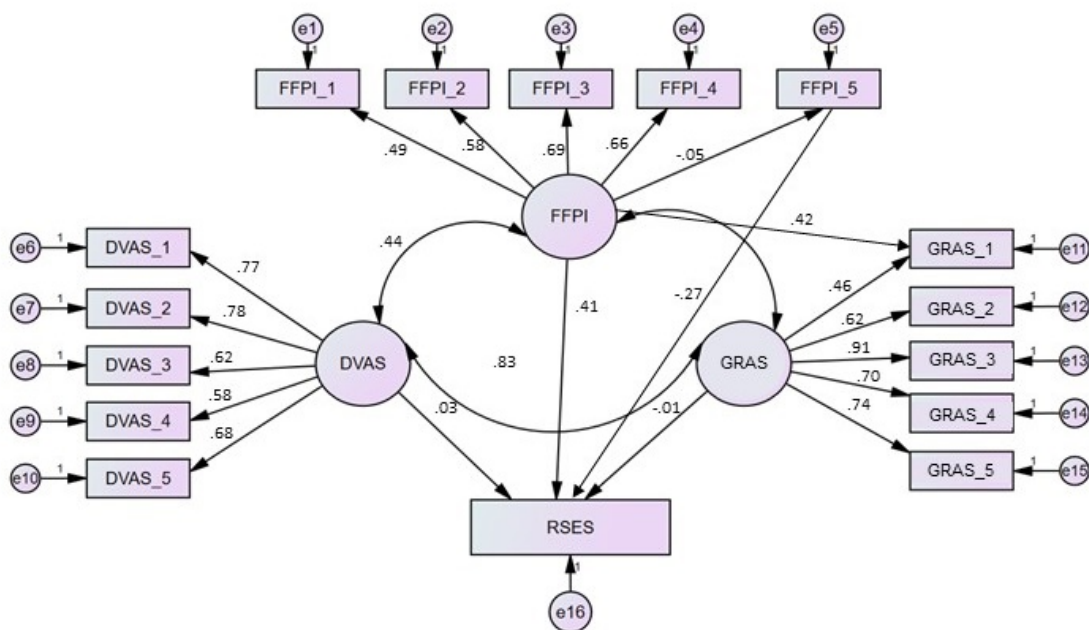 e1 e2 e3 e4 e5
1 1 1 1 1
FFPI_1 FFPI_2 FFPI_3 FFPI_4 FFPI_5
.49 .58 .69 .66 -.05
FFPI
.42
e6 1 DVAS_1 .44 GRAS_1 1 e11
.77 -.27 .46
e7 1 DVAS_2 .78 .41 .62 GRAS_2 1 e12
e8 1 DVAS_3 .62 DVAS .83 GRAS .91 GRAS_3 1 e13
e9 1 DVAS_4 .58 .03 -.01 .70 GRAS_4 1 e14
.68 .74
e10 1 DVAS_5 GRAS_5 1 e15
RSES
1
e16